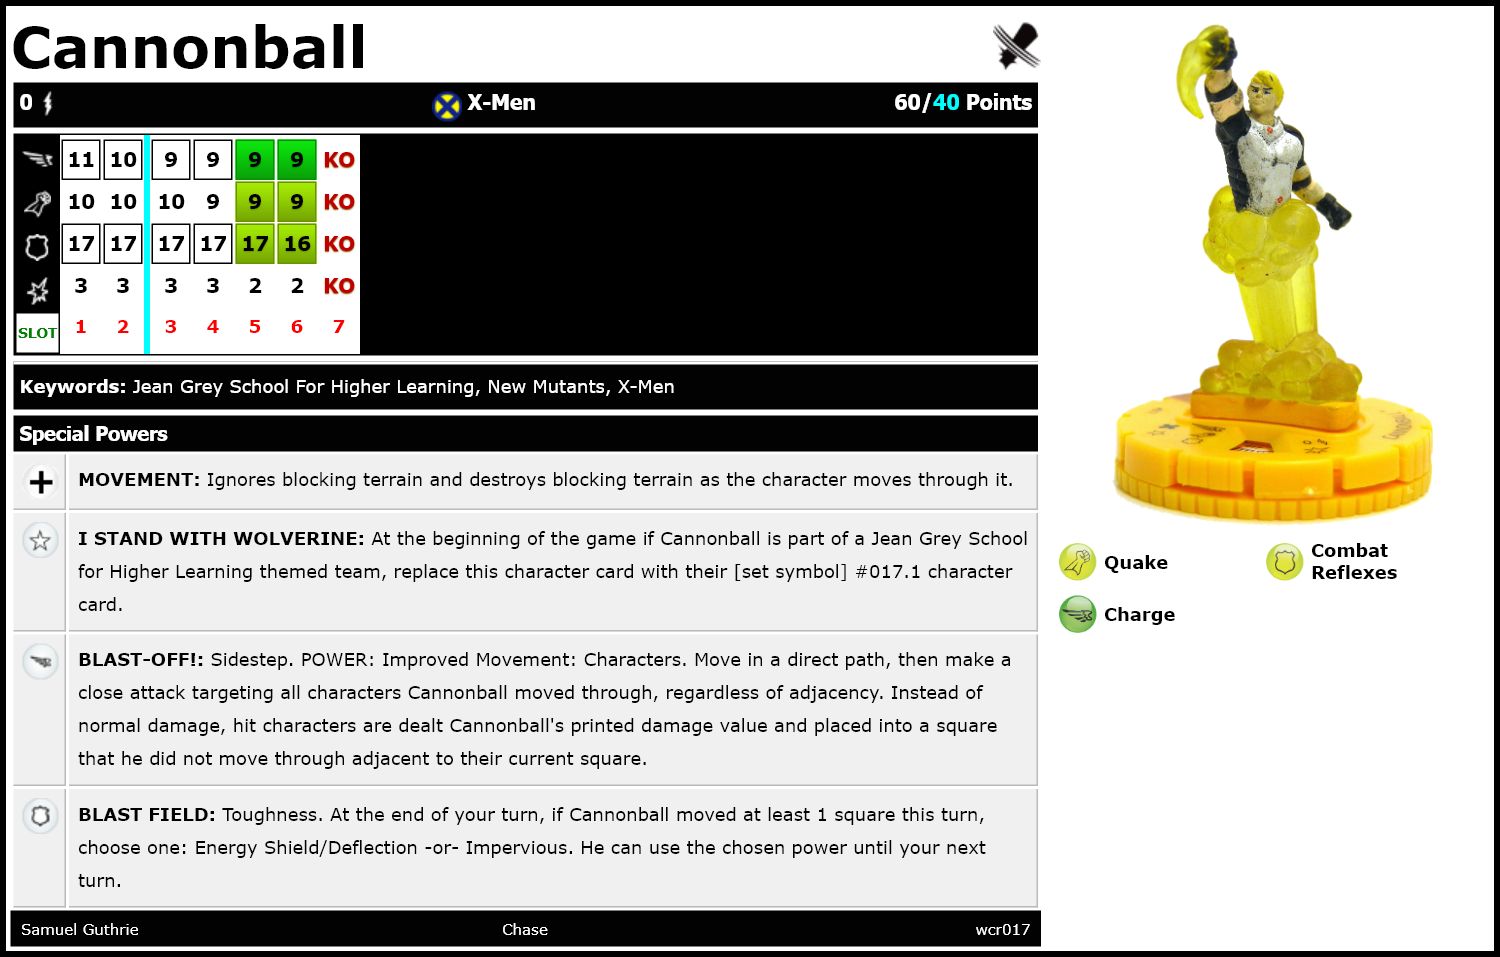 Cannonball
0 X-Men 60/40 Points
11 10 9 9 9 9 KO
10 10 10 9 9 9 KO
17 17 17 17 17 16 KO
3 3 3 3 2 2 KO
SLOT 1 2 3 4 5 6 7
Keywords: Jean Grey School For Higher Learning, New Mutants, X-Men
Special Powers
MOVEMENT: Ignores blocking terrain and destroys blocking terrain as the character moves through it.
I STAND WITH WOLVERINE: At the beginning of the game if Cannonball is part of a Jean Grey School
for Higher Learning themed team, replace this character card with their [set symbol] #017.1 character
card.
BLAST-OFF!: Sidestep. POWER: Improved Movement: Characters. Move in a direct path, then make a
close attack targeting all characters Cannonball moved through, regardless of adjacency. Instead of
normal damage, hit characters are dealt Cannonball's printed damage value and placed into a square
that he did not move through adjacent to their current square.
BLAST FIELD: Toughness. At the end of your turn, if Cannonball moved at least 1 square this turn,
choose one: Energy Shield/Deflection -or- Impervious. He can use the chosen power until your next
turn.
Samuel Guthrie Chase wcr017
Quake
Combat
Reflexes
Charge